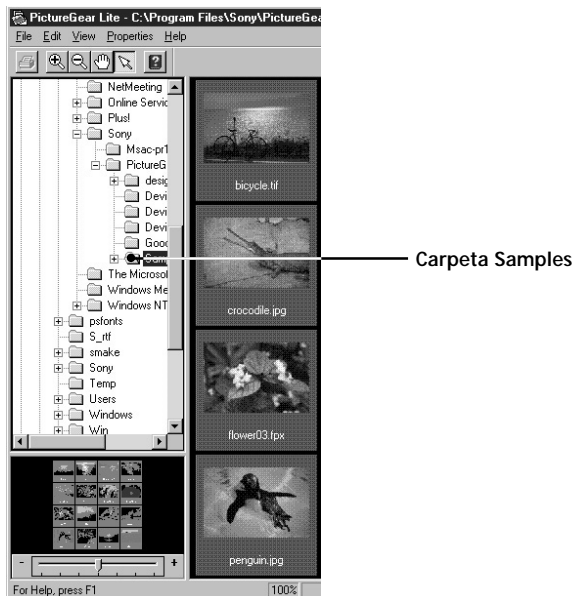 PictureGear Lite - C:\Program Files\Sony\PictureGea
File Edit View Properties Help
NetMeeting
Online Servic
Plus!
Sony
Msac-pr1
PictureG
desig
Devi
Devi
Devi
Good
Sam
The Microsof
Windows Me
Windows NT
psfonts
S_rtf
smake
Sony
Temp
Users
Windows
Win
bicycle.tif
crocodile.jpg
flower03.fpx
penguin.jpg
Carpeta Samples
For Help, press F1
100%